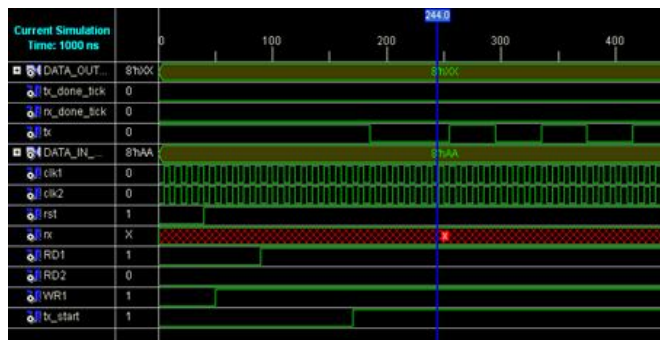 244.0
Current Simulation
Time: 1000 ns
0 100 200 300 400
DATA_OUT... 8'hXX 8'hXX
tx_done_tick 0
rx_done_tick 0
tx 0
DATA_IN_... 8'hAA 8'hAA
clk1 0
clk2 0
rst 1
rx X X
RD1 1
RD2 0
WR1 1
tx_start 1